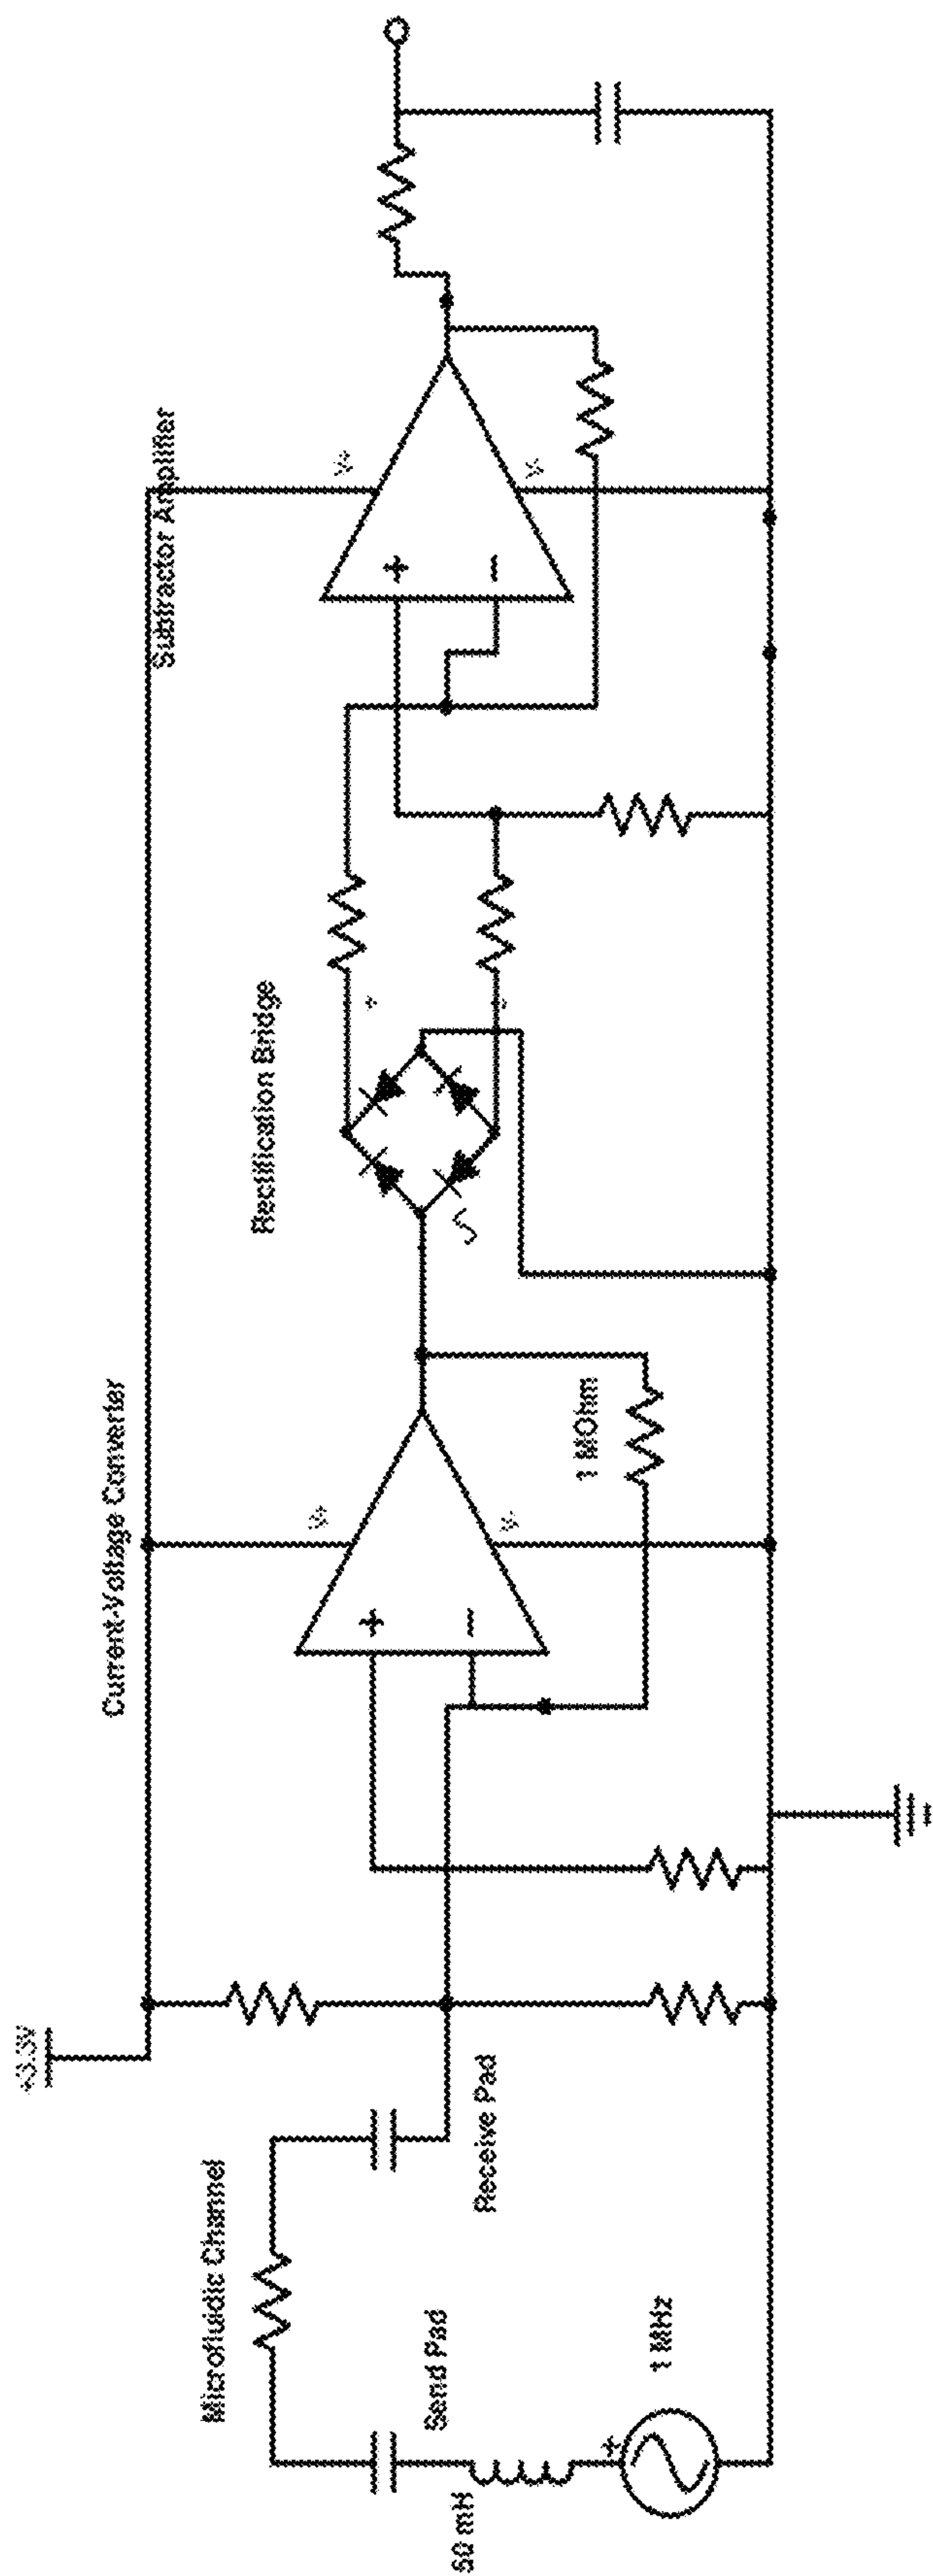 +3.3V
Current-Voltage Converter
Subtractor Amplifier
Rectification Bridge
Microfluidic Channel
Receive Pad
Send Pad
50 mH
1 MHz
1 MOhm
V+
V-
V+
V-
+
−
+
−
+
-
+